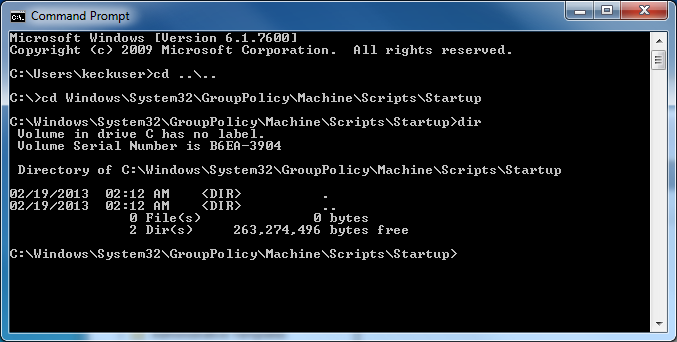 Command Prompt
Microsoft Windows [Version 6.1.7600]
Copyright (c) 2009 Microsoft Corporation.  All rights reserved.
C:\Users\keckuser>cd ..\..
C:\>cd Windows\System32\GroupPolicy\Machine\Scripts\Startup
C:\Windows\System32\GroupPolicy\Machine\Scripts\Startup>dir
 Volume in drive C has no label.
 Volume Serial Number is B6EA-3904
 Directory of C:\Windows\System32\GroupPolicy\Machine\Scripts\Startup
02/19/2013  02:12 AM    <DIR>          .
02/19/2013  02:12 AM    <DIR>          ..
               0 File(s)              0 bytes
               2 Dir(s)     263,274,496 bytes free
C:\Windows\System32\GroupPolicy\Machine\Scripts\Startup>